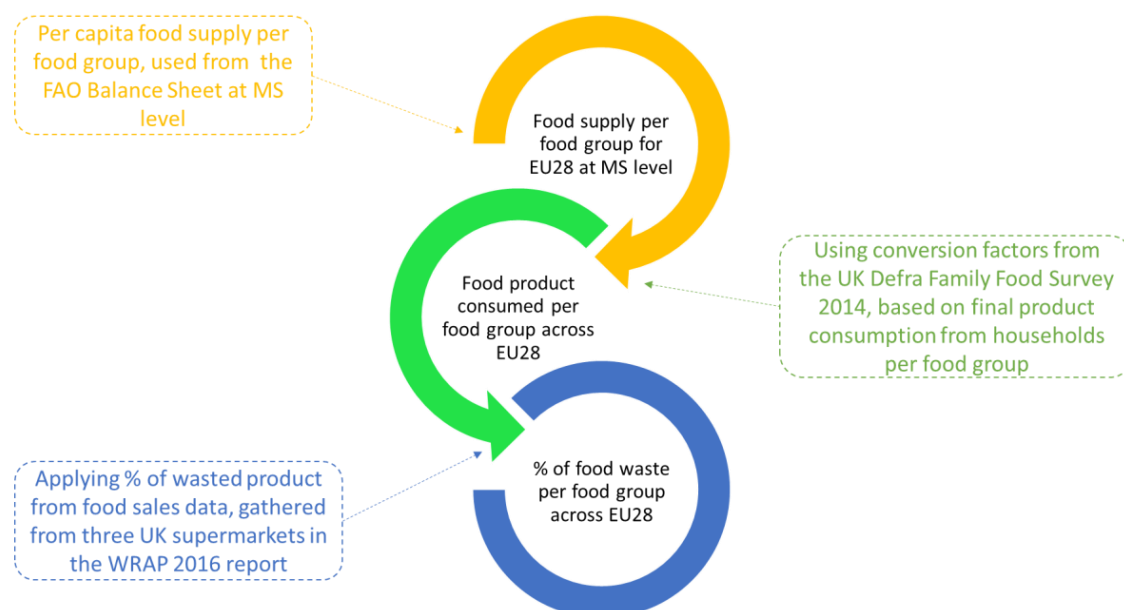 Per capita food supply per
food group, used from the
FAO Balance Sheet at MS
level
Food supply per
food group for
EU28 at MS level
Food product
consumed per
food group across
EU28
Using conversion factors from
the UK Defra Family Food Survey
2014, based on final product
consumption from households
per food group
Applying % of wasted product
from food sales data, gathered
from three UK supermarkets in
the WRAP 2016 report
% of food waste
per food group
across EU28